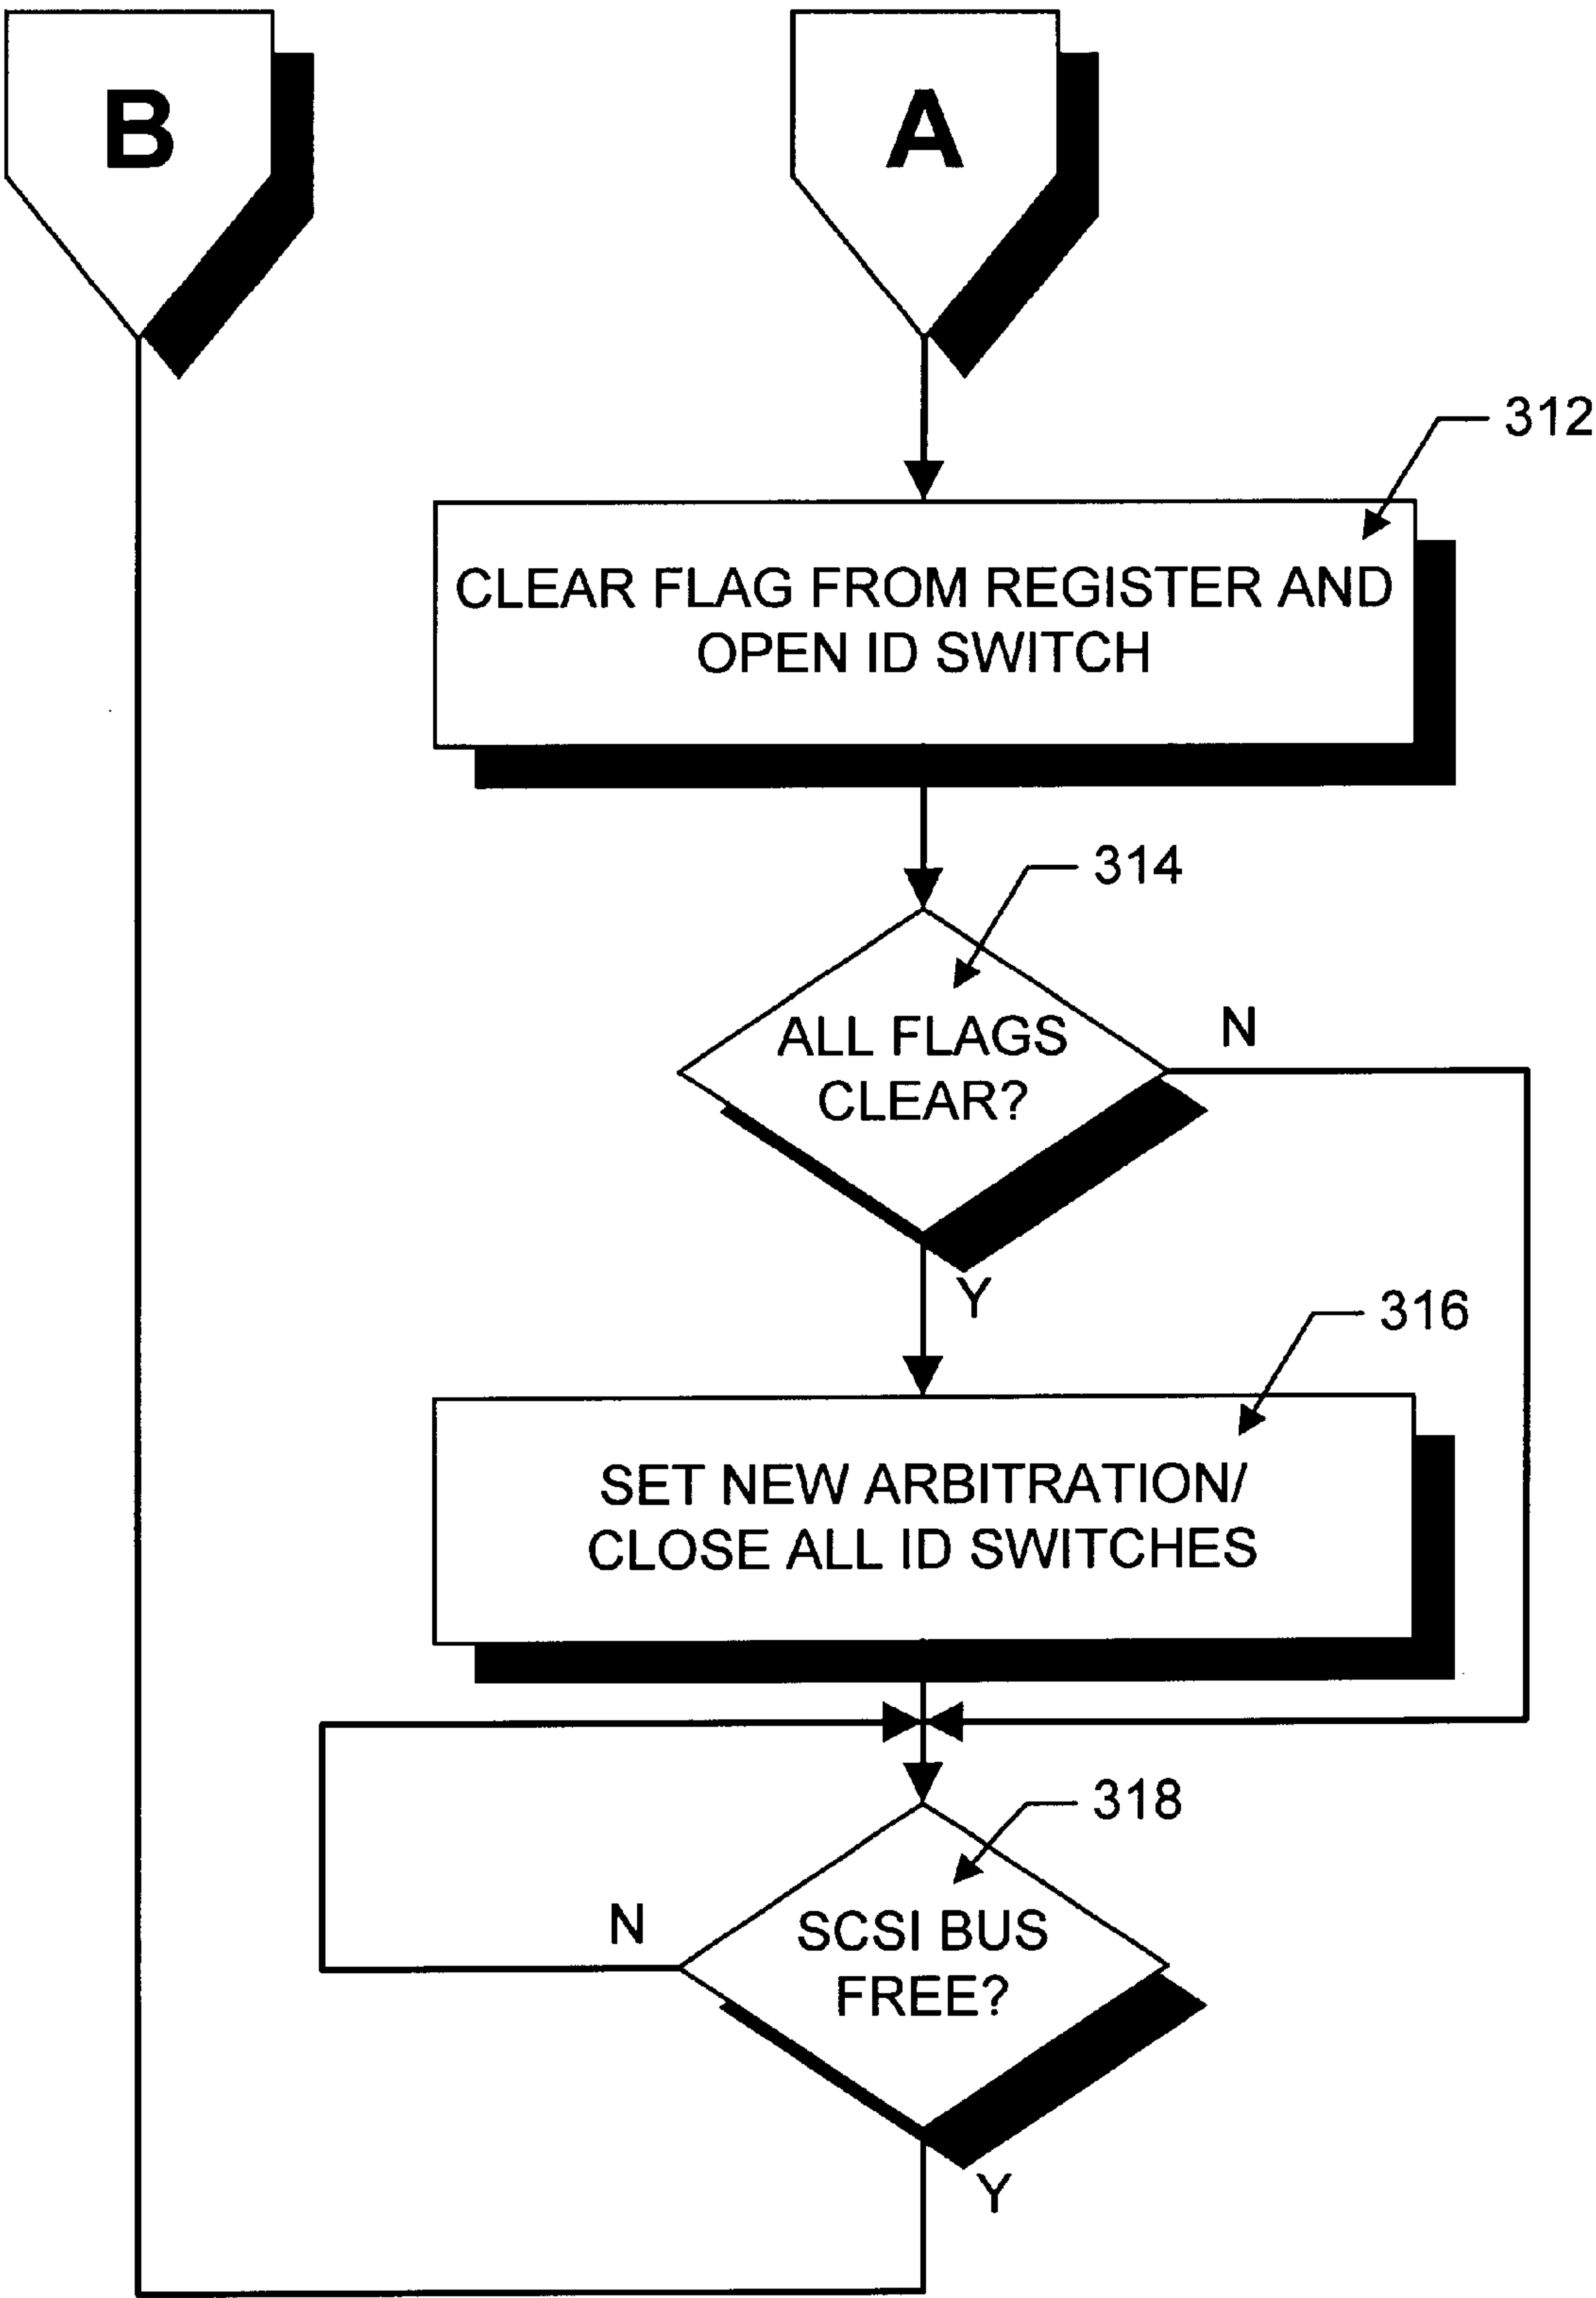 B
A
312
CLEAR FLAG FROM REGISTER AND
OPEN ID SWITCH
314
ALL FLAGS
CLEAR?
N
Y
316
SET NEW ARBITRATION/
CLOSE ALL ID SWITCHES
318
N
SCSI BUS
FREE?
Y